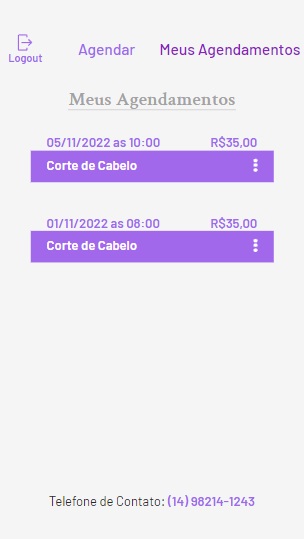 Logout
Agendar
Meus Agendamentos
Meus Agendamentos
05/11/2022 as 10:00 R$35,00
Corte de Cabelo
01/11/2022 as 08:00 R$35,00
Corte de Cabelo
Telefone de Contato: (14) 98214-1243